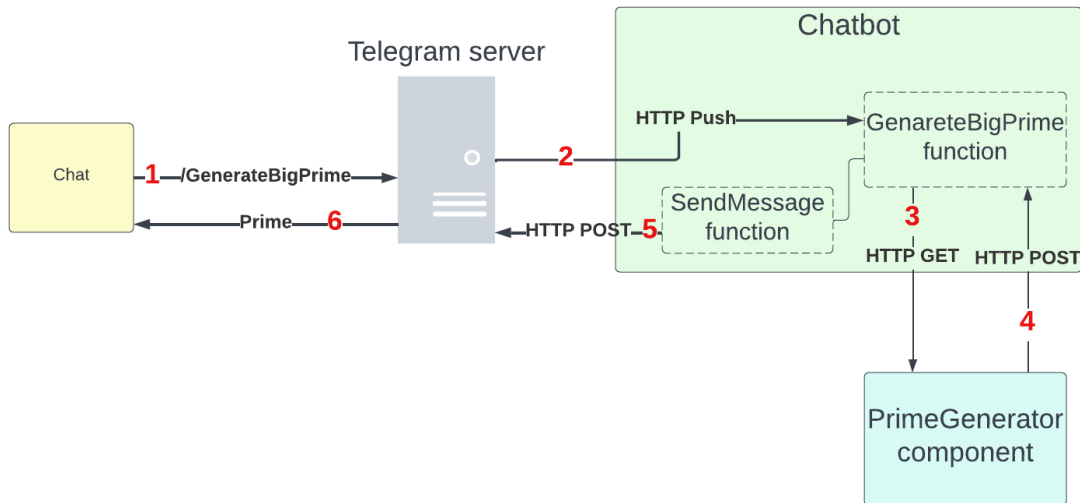 Chatbot
Telegram server
HTTP Push
GenareteBigPrime
function
Chat
1
/GenerateBigPrime
2
SendMessage
function
3
Prime
6
HTTP POST
5
HTTP GET
HTTP POST
4
PrimeGenerator
component